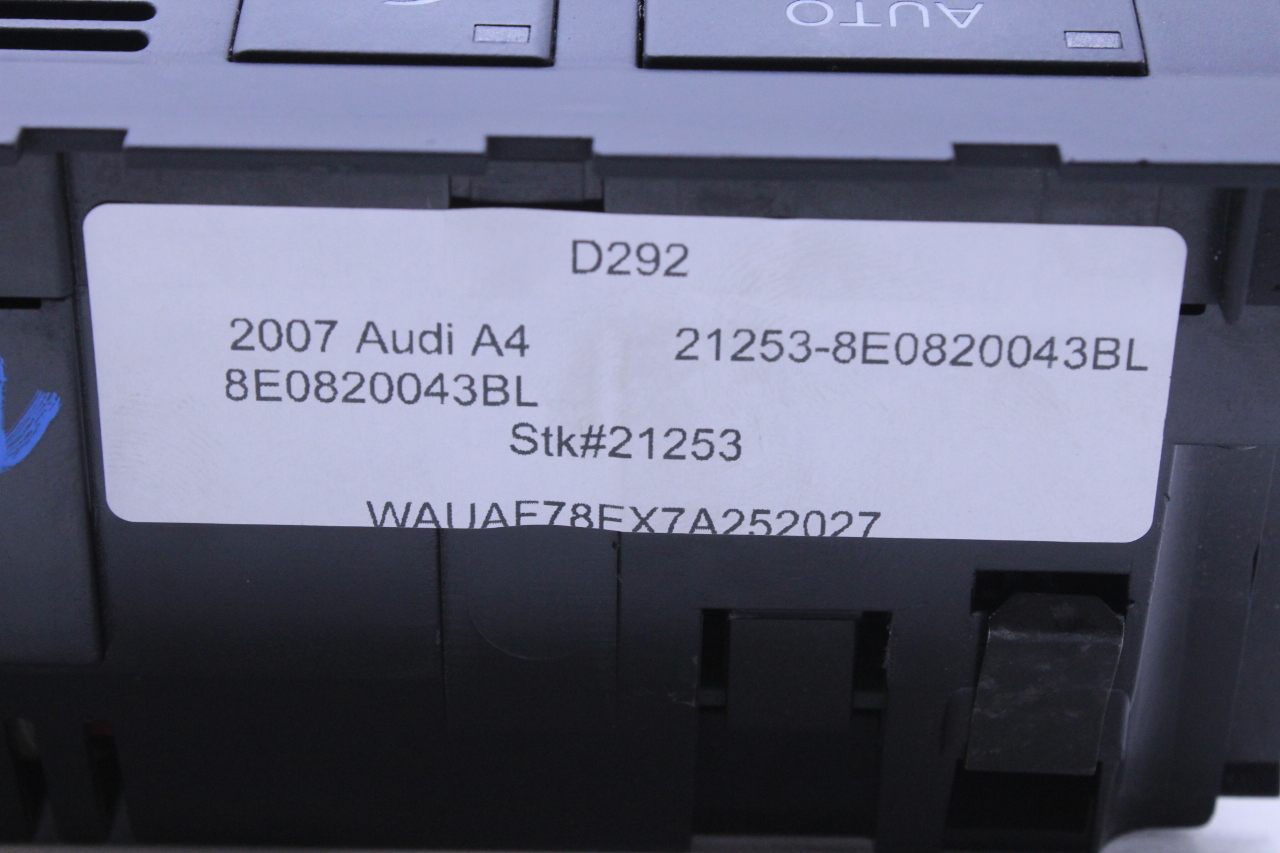 AUTO
D292
2007 Audi A4 21253-8E0820043BL
8E0820043BL
Stk#21253
WAUAF78EX7A252027